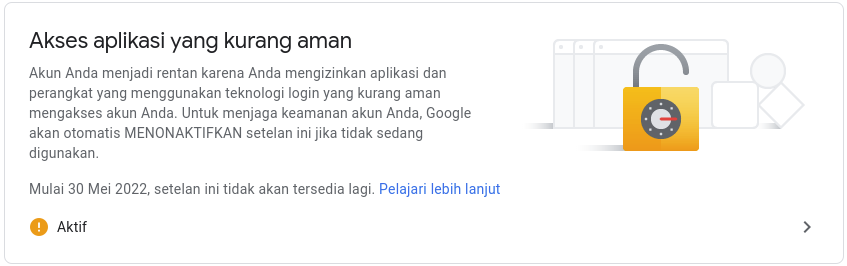 Akses aplikasi yang kurang aman
Akun Anda menjadi rentan karena Anda mengizinkan aplikasi dan
perangkat yang menggunakan teknologi login yang kurang aman
mengakses akun Anda. Untuk menjaga keamanan akun Anda, Google
akan otomatis MENONAKTIFKAN setelan ini jika tidak sedang
digunakan.
Mulai 30 Mei 2022, setelan ini tidak akan tersedia lagi. Pelajari lebih lanjut
Aktif